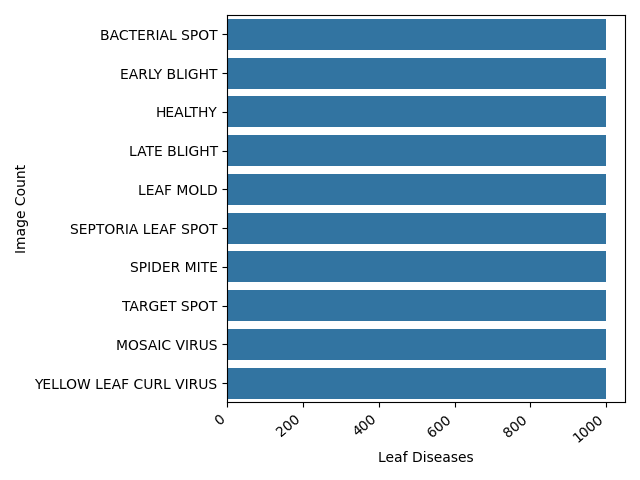 BACTERIAL SPOT
EARLY BLIGHT
HEALTHY
LATE BLIGHT
LEAF MOLD
SEPTORIA LEAF SPOT
SPIDER MITE
TARGET SPOT
MOSAIC VIRUS
YELLOW LEAF CURL VIRUS
Image Count
0 200 400 600 800 1000
Leaf Diseases